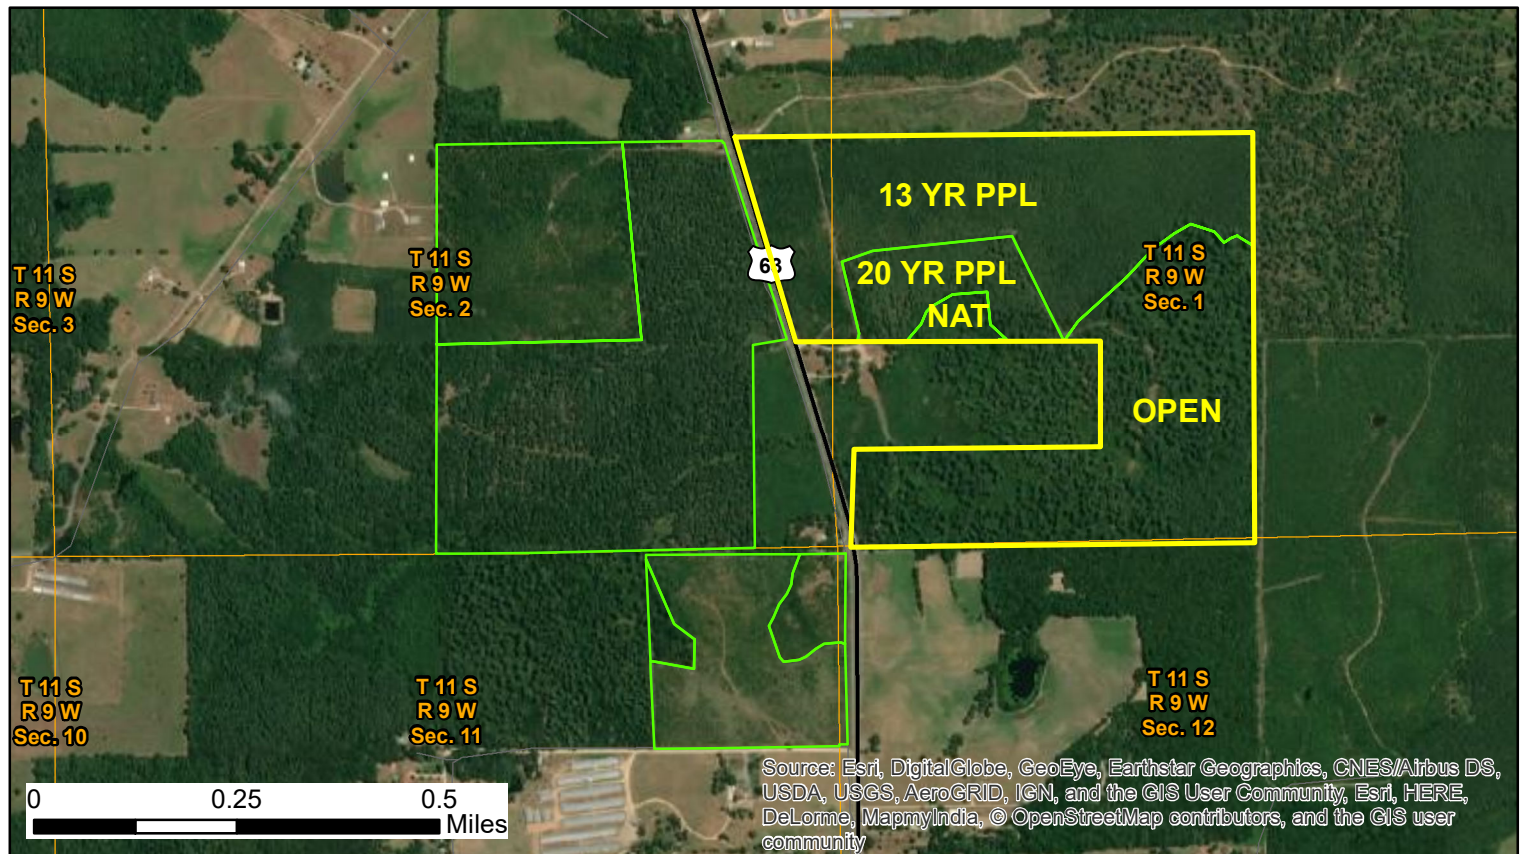 13 YR PPL
T 11 S
R 9 W
Sec. 3
T 11 S
R 9 W
Sec. 2
63
20 YR PPL
NAT
T 11 S
R 9 W
Sec. 1
OPEN
T 11 S
R 9 W
Sec. 10
T 11 S
R 9 W
Sec. 11
T 11 S
R 9 W
Sec. 12
0 0.25 0.5
Miles
Source: Esri, DigitalGlobe, GeoEye, Earthstar Geographics, CNES/Airbus DS,
USDA, USGS, AeroGRID, IGN, and the GIS User Community, Esri, HERE,
DeLorme, MapmyIndia, © OpenStreetMap contributors, and the GIS user
community